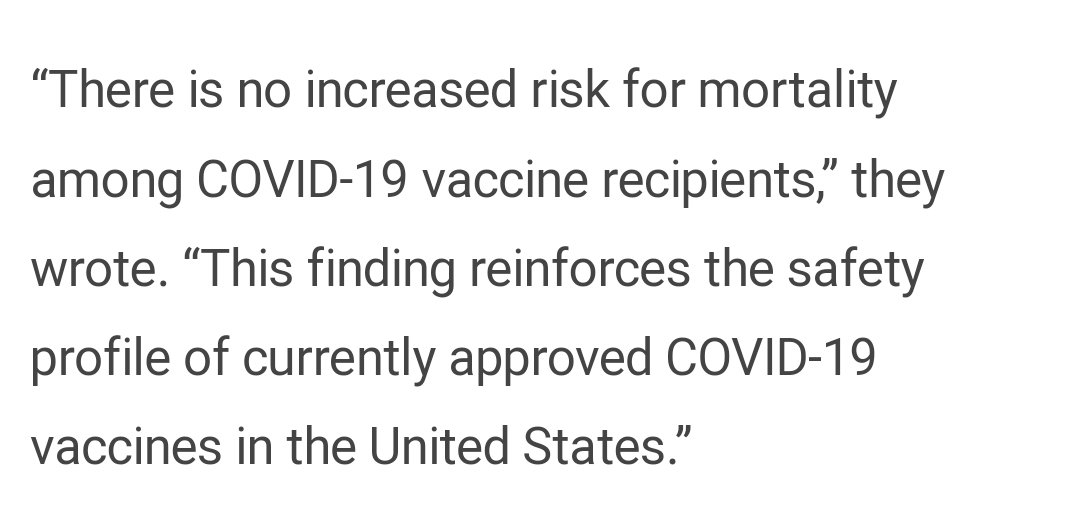 “There is no increased risk for mortality
among COVID-19 vaccine recipients,” they
wrote. “This finding reinforces the safety
profile of currently approved COVID-19
vaccines in the United States.”